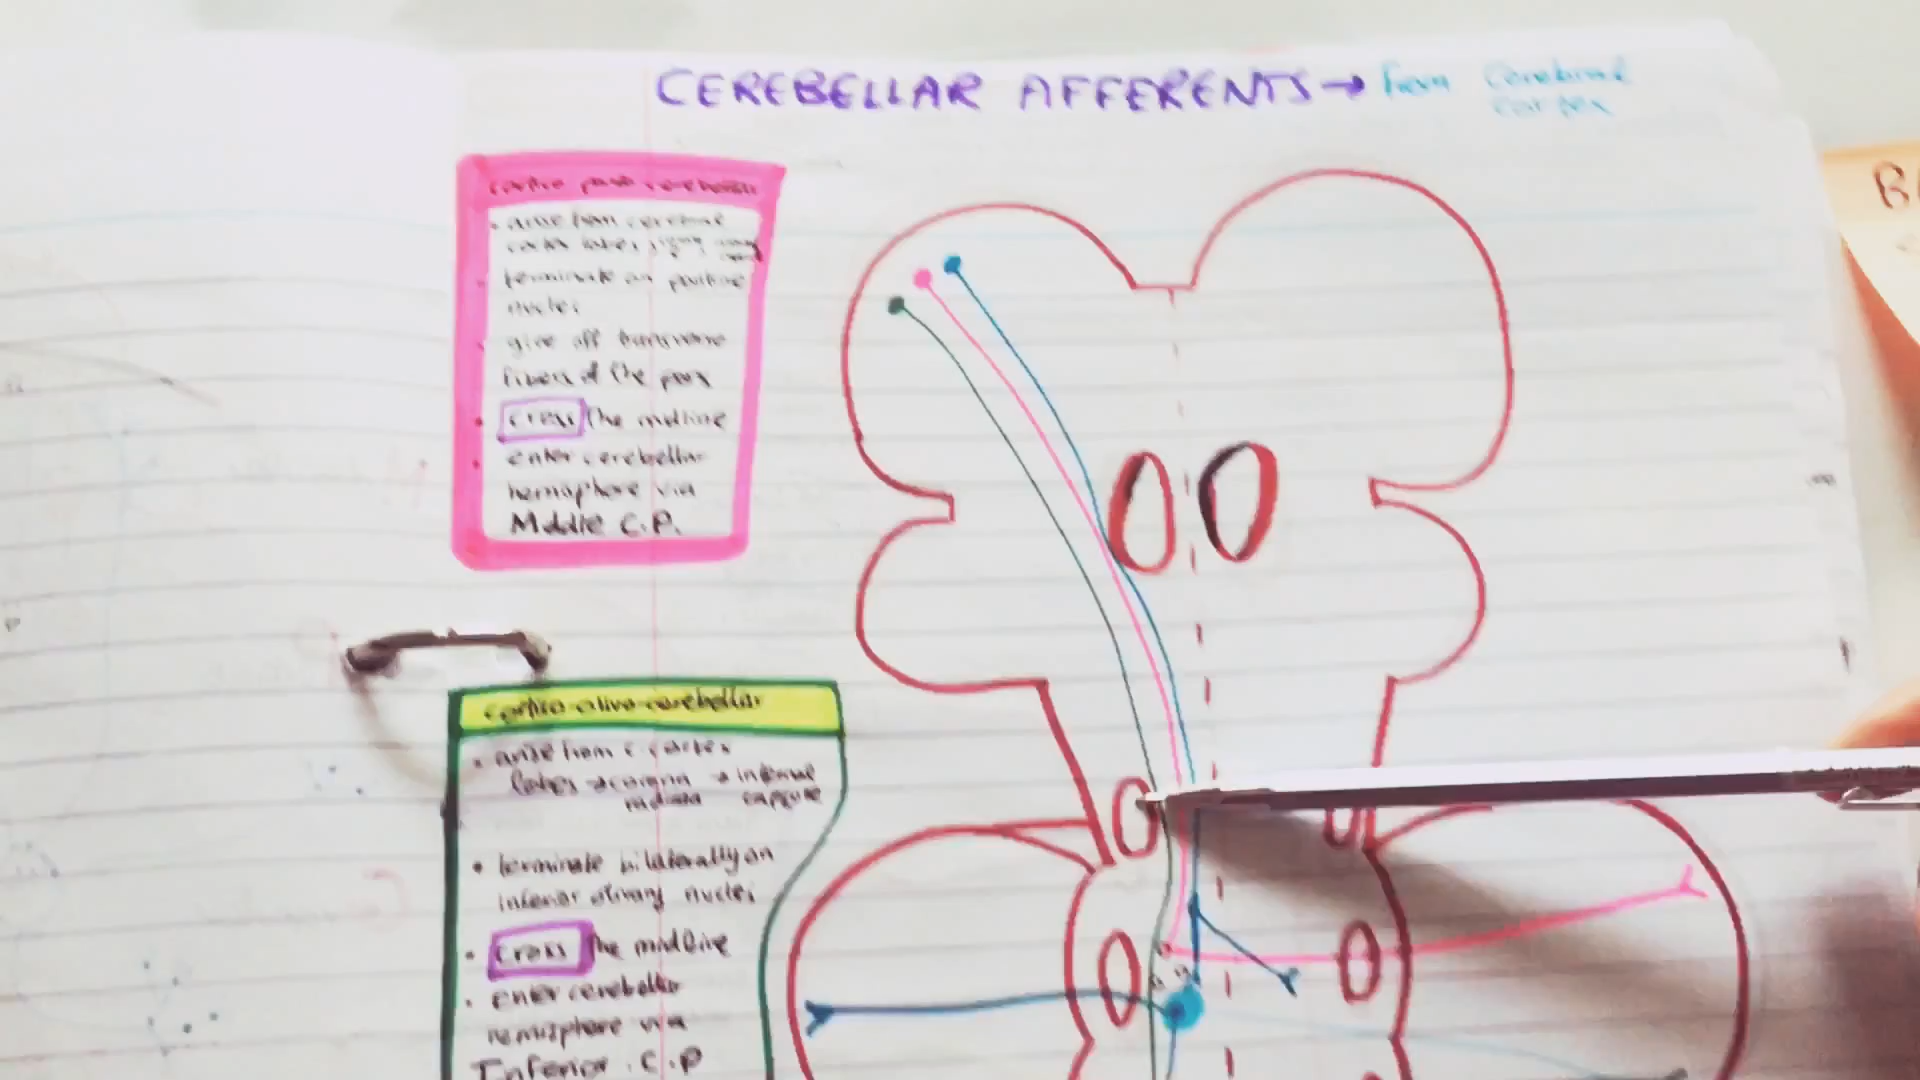 CEREBELLAR AFFERENTS → from cerebral
cortex
cortico ponto cerebellar
• arise from cerebral
cortex lobes
• terminate on pontine
nuclei
• give off transverse
fibers of the pons
• cross the midline
• enter cerebellar
hemisphere via
Middle C.P.
cortico-olivo-cerebellar
• arise from c cortex
lobes → corona → internal
radiata capsule
• terminate bilaterally on
inferior olivary nuclei
• cross the midline
• enter cerebellar
hemisphere via
Inferior . C.P
B